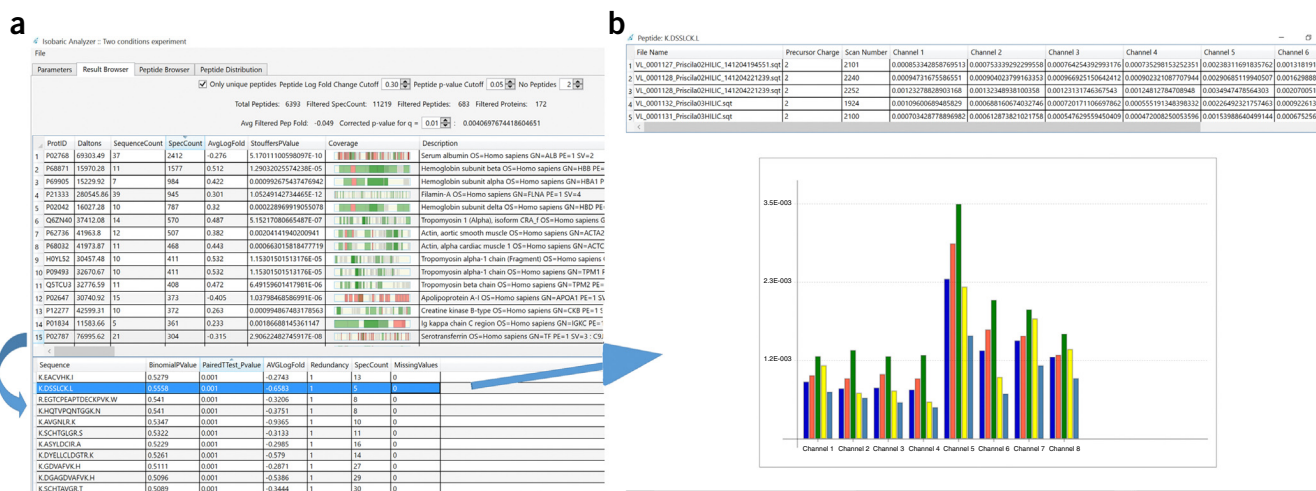 a
Isobaric Analyzer :: Two conditions experiment
File
Parameters Result Browser Peptide Browser Peptide Distribution
Only unique peptides Peptide Log Fold Change Cutoff 0.30 Peptide p-value Cutoff 0.05 No Peptides 2
Total Peptides: 6393 Filtered SpecCount: 11219 Filtered Peptides: 683 Filtered Proteins: 172
Avg Filtered Pep Fold: -0.049 Corrected p-value for q = 0.01 : 0.0040697674418604651
ProtID Daltons SequenceCount SpecCount AvgLogFold StouffersPValue Coverage Description
1 P02768 69303.49 37 2412 -0.276 5.17011100598097E-10 Serum albumin OS=Homo sapiens GN=ALB PE=1 SV=2
2 P68871 15970.28 11 1577 0.512 1.29032025574238E-05 Hemoglobin subunit beta OS=Homo sapiens GN=HBB PE=
3 P69905 15229.92 7 984 0.422 0.000992675437476942 Hemoglobin subunit alpha OS=Homo sapiens GN=HBA1 P
4 P21333 280545.86 39 945 0.301 1.05249142734465E-12 Filamin-A OS=Homo sapiens GN=FLNA PE=1 SV=4
5 P02042 16027.28 10 787 0.32 0.000228969919055078 Hemoglobin subunit delta OS=Homo sapiens GN=HBD PE=
6 Q6ZN40 37412.08 14 570 0.487 5.15217080665487E-07 Tropomyosin 1 (Alpha), isoform CRA_f OS=Homo sapiens G
7 P62736 41963.8 12 507 0.382 0.00204141940200941 Actin, aortic smooth muscle OS=Homo sapiens GN=ACTA2
8 P68032 41973.87 11 468 0.443 0.000663015818477719 Actin, alpha cardiac muscle 1 OS=Homo sapiens GN=ACTC
9 H0YL52 30457.48 10 411 0.532 1.15301501513176E-05 Tropomyosin alpha-1 chain (Fragment) OS=Homo sapiens
10 P09493 32670.67 10 411 0.532 1.15301501513176E-05 Tropomyosin alpha-1 chain OS=Homo sapiens GN=TPM1 P
11 Q5TCU3 32776.59 11 408 0.472 6.49159601417981E-06 Tropomyosin beta chain OS=Homo sapiens GN=TPM2 PE=
12 P02647 30740.92 15 373 -0.405 1.03798468586991E-06 Apolipoprotein A-I OS=Homo sapiens GN=APOA1 PE=1 SV
13 P12277 42599.31 10 372 0.263 0.000994867483178563 Creatine kinase B-type OS=Homo sapiens GN=CKB PE=1 S
14 P01834 11583.66 5 361 0.233 0.00186688145361147 Ig kappa chain C region OS=Homo sapiens GN=IGKC PE=
15 P02787 76995.62 21 304 -0.315 2.90622482745917E-08 Serotransferrin OS=Homo sapiens GN=TF PE=1 SV=3 : C9.
Sequence BinomialPValue PairedTTest_Pvalue AVGLogFold Redundancy SpecCount MissingValues
K.EACVHK.I 0.5279 0.001 -0.2743 1 13 0
K.DSSLCK.L 0.5558 0.001 -0.6583 1 5 0
R.EGTCPEAPTDECKPVK.W 0.541 0.001 -0.3206 1 8 0
K.HQTVPQNTGGK.N 0.541 0.001 -0.3751 1 8 0
K.AVGNLR.K 0.5347 0.001 -0.9365 1 10 0
K.SCHTGLGR.S 0.5322 0.001 -0.3133 1 11 0
K.ASYLDCIR.A 0.5229 0.001 -0.2985 1 16 0
K.DYELLCLDGTR.K 0.5261 0.001 -0.579 1 14 0
K.GDVAFVK.H 0.5111 0.001 -0.2871 1 27 0
K.DGAGDVAFVK.H 0.5096 0.001 -0.5386 1 29 0
K.SCHTAVGR.T 0.5089 0.001 -0.3444 1 30 0
b
Peptide: K.DSSLCK.L
File Name Precursor Charge Scan Number Channel 1 Channel 2 Channel 3 Channel 4 Channel 5 Channel 6
1 VL_0001127_Priscila02HILIC_141204194551.sqt 2 2101 0.000853342858769513 0.000753339292299558 0.000764254392993176 0.000735298153252351 0.00238311691835762 0.001318191
2 VL_0001128_Priscila02HILIC_141204221239.sqt 2 2240 0.00094731675586551 0.000904023799163353 0.000966925150642412 0.000902321087707944 0.00290685119940507 0.001629888
3 VL_0001128_Priscila02HILIC_141204221239.sqt 2 2252 0.00123278828903168 0.00132348938100358 0.00123131746367543 0.00124812784708948 0.0034947478564303 0.002070051
4 VL_0001132_Priscila03HILIC.sqt 2 1924 0.00109600689485829 0.000688160674032746 0.000720171106697862 0.000555191348398332 0.00226492321757463 0.000922613
5 VL_0001131_Priscila03HILIC.sqt 2 2100 0.000703428778896982 0.000612873821021758 0.000547629559450409 0.000472008250053596 0.00153988640499144 0.000675256
3.5E-003
2.3E-003
1.2E-003
Channel 1 Channel 2 Channel 3 Channel 4 Channel 5 Channel 6 Channel 7 Channel 8